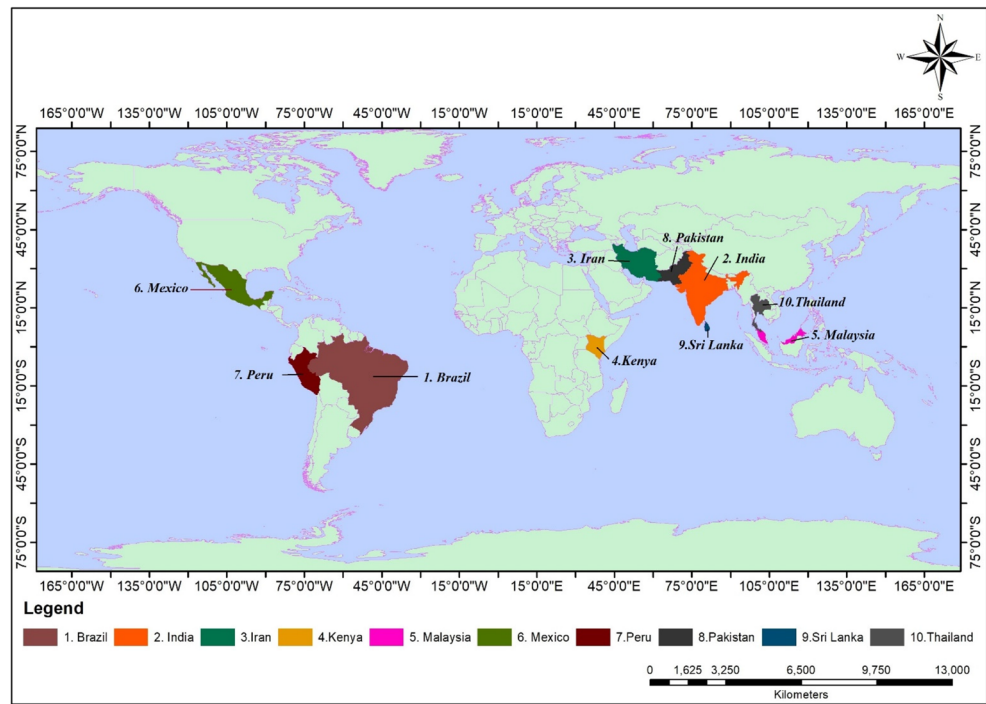 N
W E
S
165°0'0"W 135°0'0"W 105°0'0"W 75°0'0"W 45°0'0"W 15°0'0"W 15°0'0"E 45°0'0"E 75°0'0"E 105°0'0"E 135°0'0"E 165°0'0"E
75°0'0"N 75°0'0"N
45°0'0"N 45°0'0"N
15°0'0"N 15°0'0"N
15°0'0"S 15°0'0"S
45°0'0"S 45°0'0"S
75°0'0"S 75°0'0"S
8. Pakistan
3. Iran
2. India
6. Mexico
10.Thailand
5. Malaysia
9.Sri Lanka
4.Kenya
7. Peru
1. Brazil
165°0'0"W 135°0'0"W 105°0'0"W 75°0'0"W 45°0'0"W 15°0'0"W 15°0'0"E 45°0'0"E 75°0'0"E 105°0'0"E 135°0'0"E 165°0'0"E
Legend
1. Brazil 2. India 3.Iran 4.Kenya 5. Malaysia 6. Mexico 7.Peru 8.Pakistan 9.Sri Lanka 10.Thailand
0 1,625 3,250 6,500 9,750 13,000
Kilometers